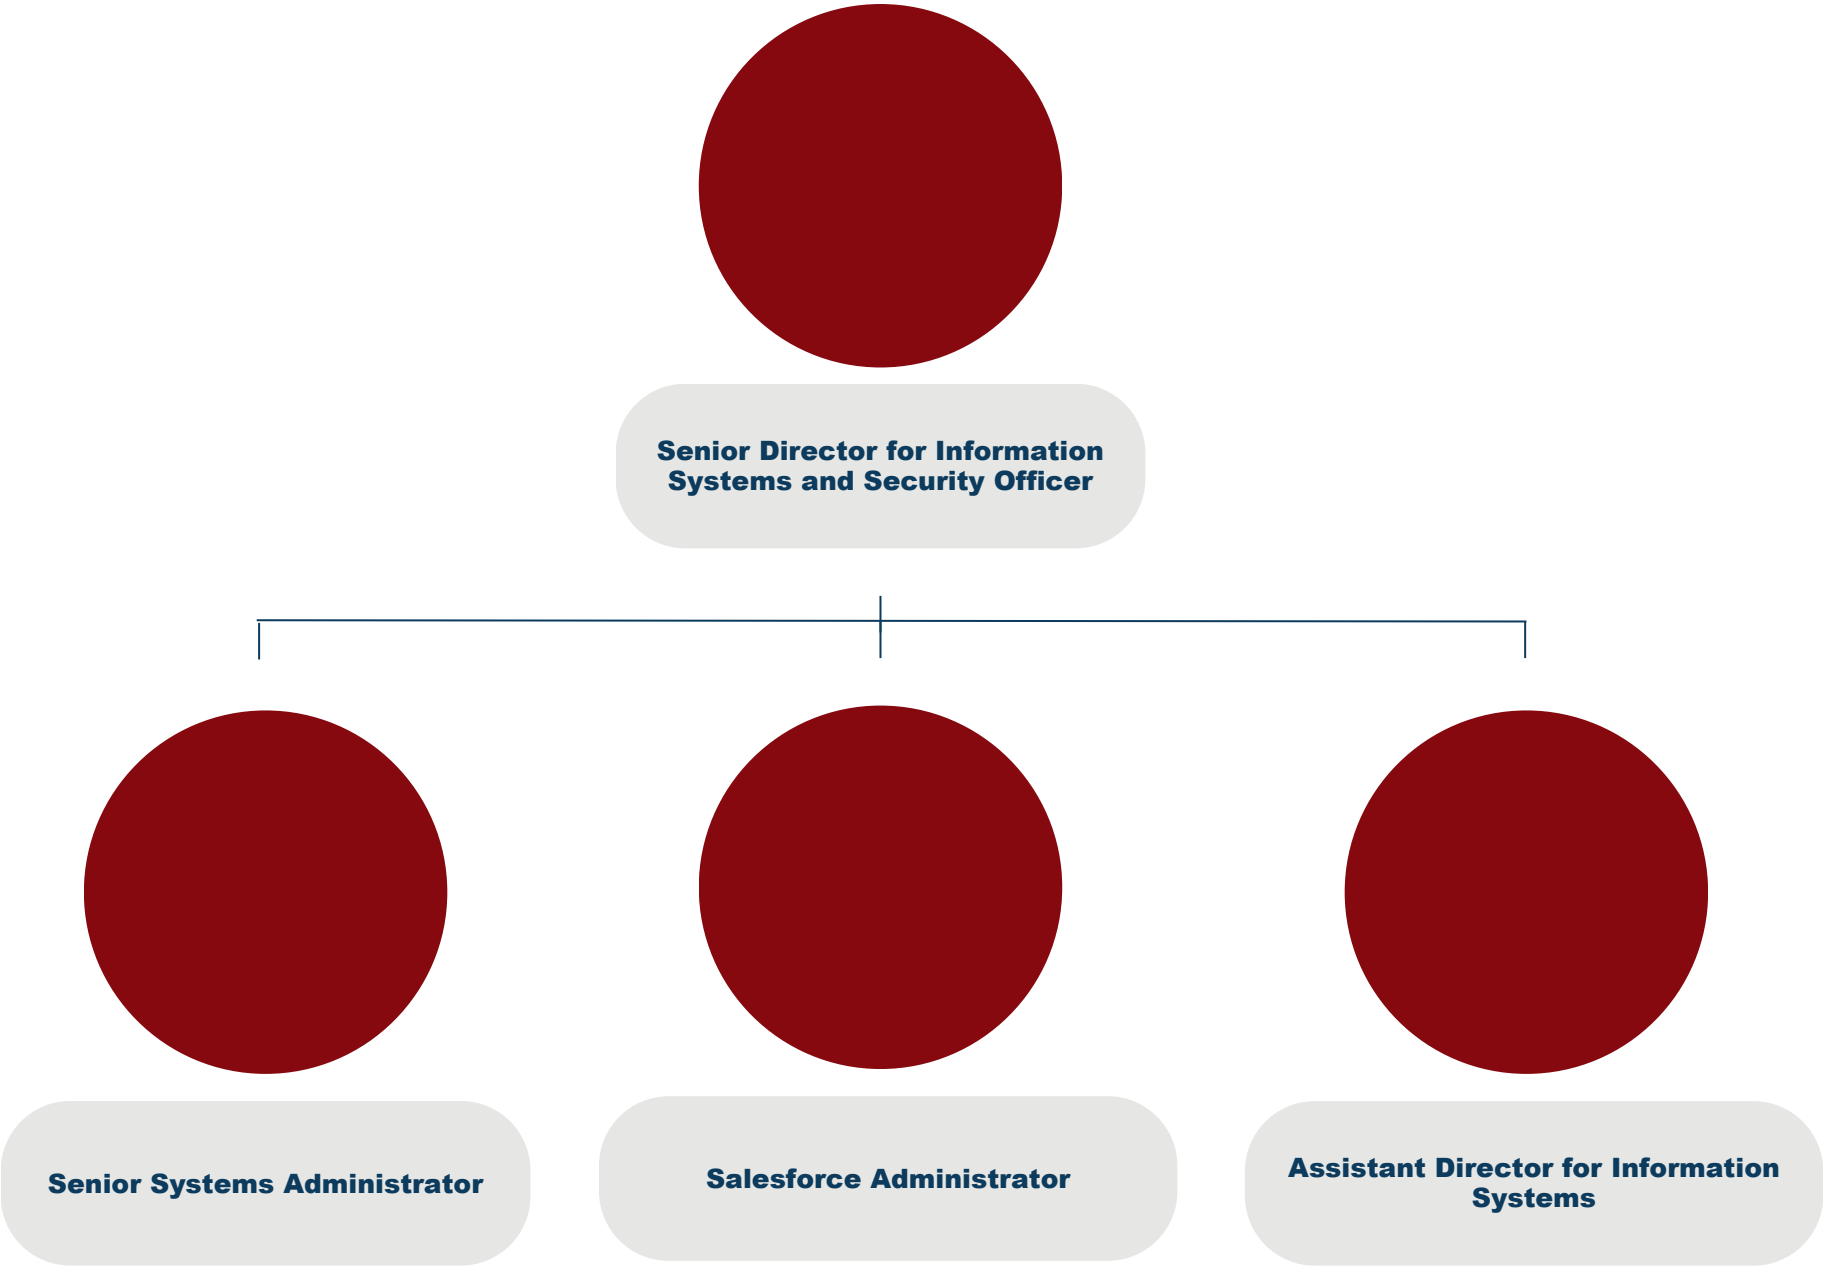 Senior Director for Information
Systems and Security Officer
Senior Systems Administrator
Salesforce Administrator
Assistant Director for Information
Systems